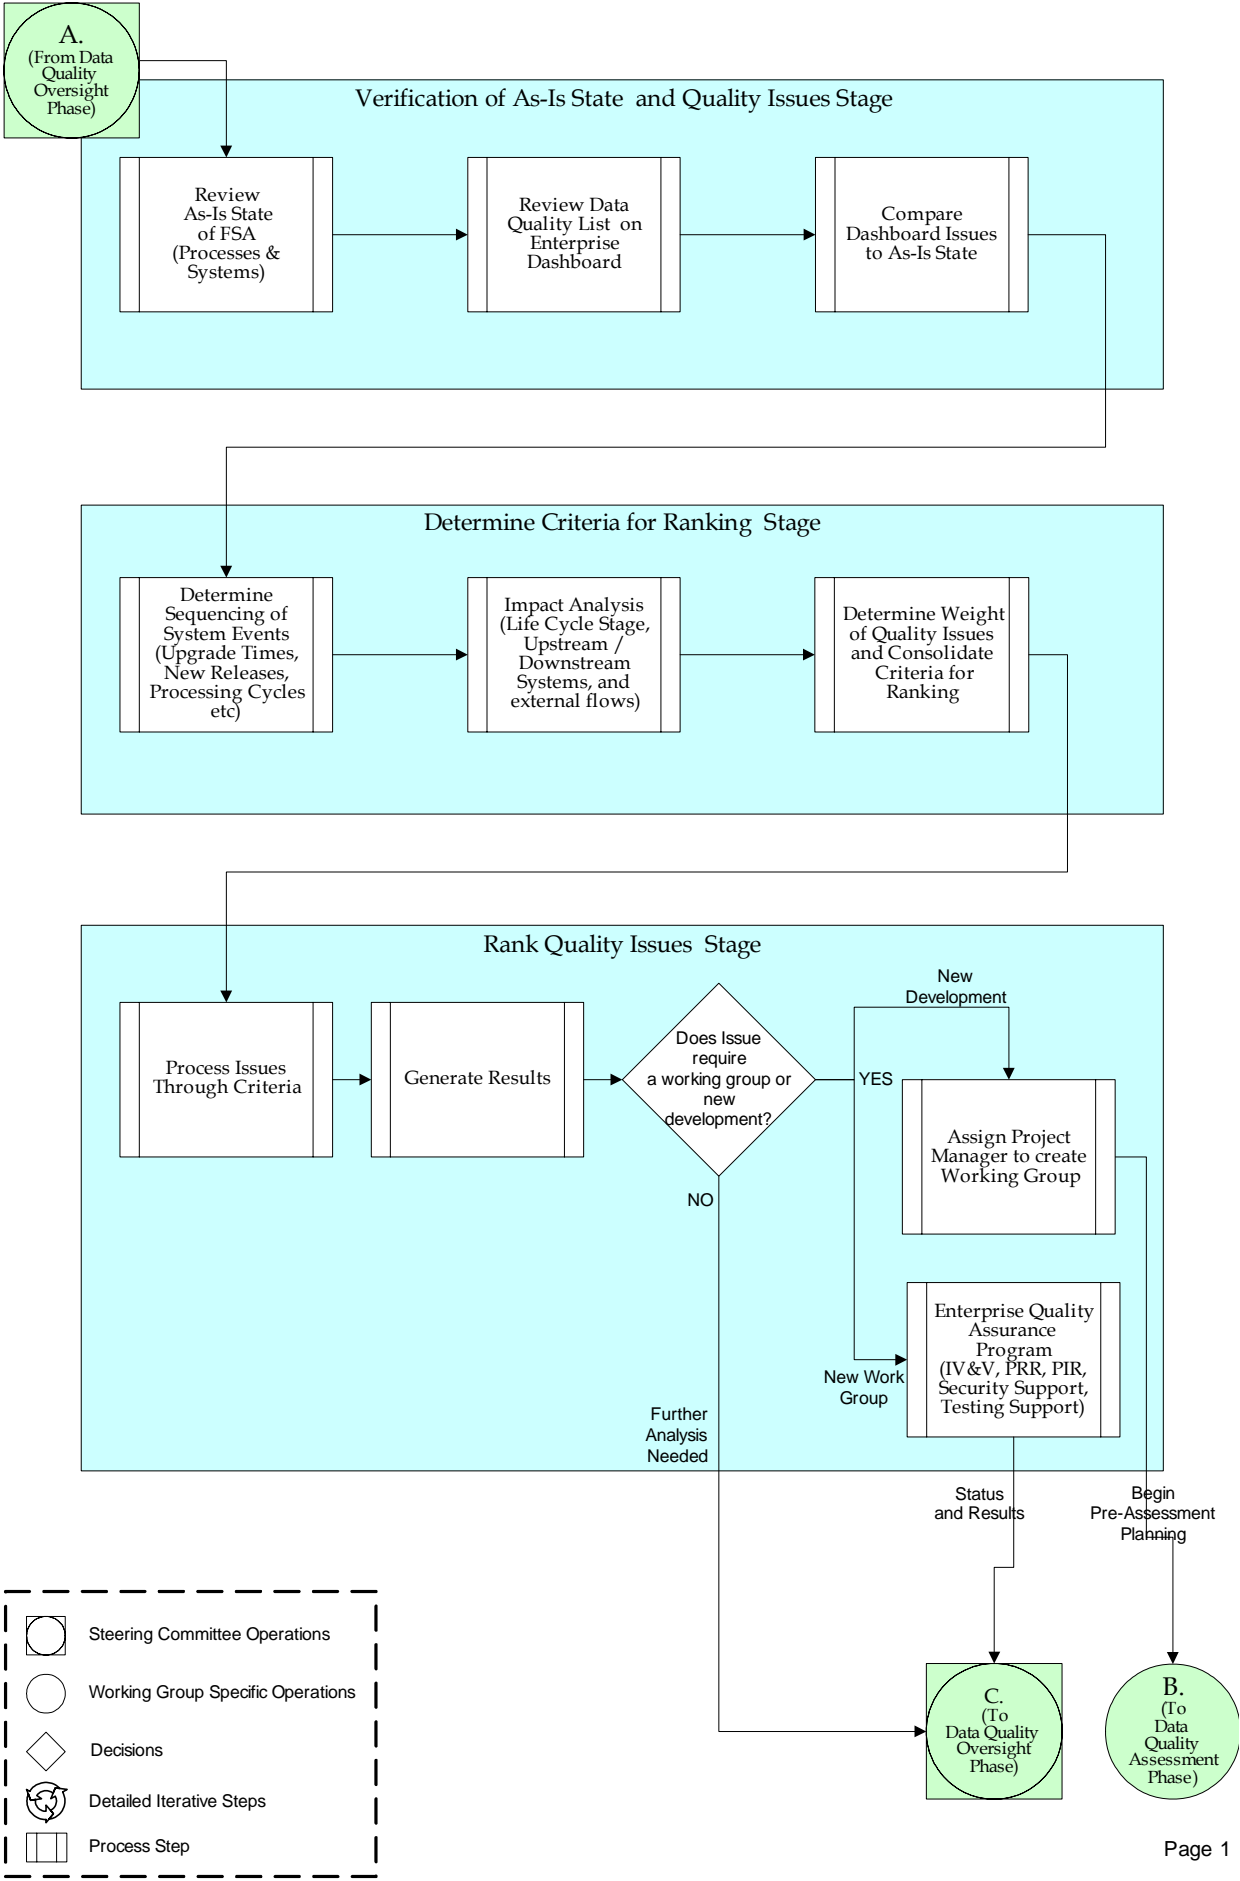 A.
(From Data
Quality
Oversight
Phase)
Verification of As-Is State and Quality Issues Stage
Review
As-Is State
of FSA
(Processes &
Systems)
Review Data
Quality List on
Enterprise
Dashboard
Compare
Dashboard Issues
to As-Is State
Determine Criteria for Ranking Stage
Determine
Sequencing of
System Events
(Upgrade Times,
New Releases,
Processing Cycles
etc)
Impact Analysis
(Life Cycle Stage,
Upstream /
Downstream
Systems, and
external flows)
Determine Weight
of Quality Issues
and Consolidate
Criteria for
Ranking
Rank Quality Issues Stage
Process Issues
Through Criteria
Generate Results
Does Issue
require
a working group or
new
development?
New
Development
YES
Assign Project
Manager to create
Working Group
NO
Enterprise Quality
Assurance
Program
(IV&V, PRR, PIR,
Security Support,
Testing Support)
New Work
Group
Further
Analysis
Needed
Status
and Results
Begin
Pre-Assessment
Planning
C.
(To
Data Quality
Oversight
Phase)
B.
(To
Data
Quality
Assessment
Phase)
Steering Committee Operations
Working Group Specific Operations
Decisions
Detailed Iterative Steps
Process Step
Page 1